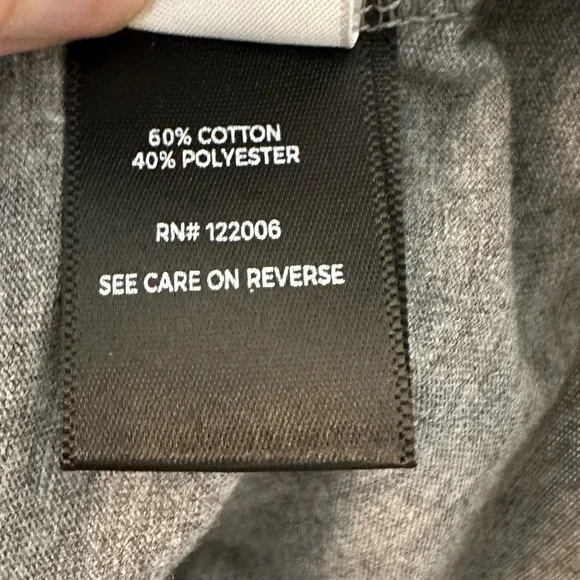 60% COTTON
40% POLYESTER
RN# 122006
SEE CARE ON REVERSE